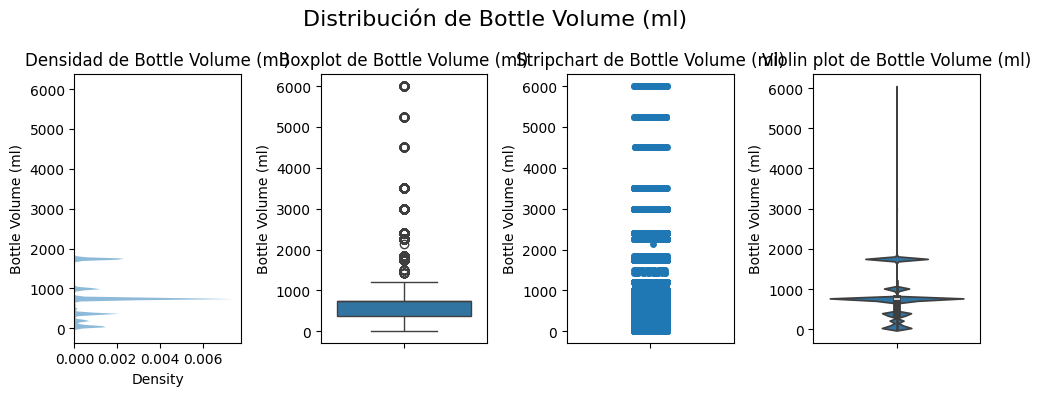 Distribución de Bottle Volume (ml)
Densidad de Bottle Volume (ml)
Boxplot de Bottle Volume (ml)
Stripchart de Bottle Volume (ml)
Violin plot de Bottle Volume (ml)
Bottle Volume (ml)
6000
5000
4000
3000
2000
1000
0
0.000 0.002 0.004 0.006
Density
Bottle Volume (ml)
6000
5000
4000
3000
2000
1000
0
Bottle Volume (ml)
6000
5000
4000
3000
2000
1000
0
Bottle Volume (ml)
6000
5000
4000
3000
2000
1000
0